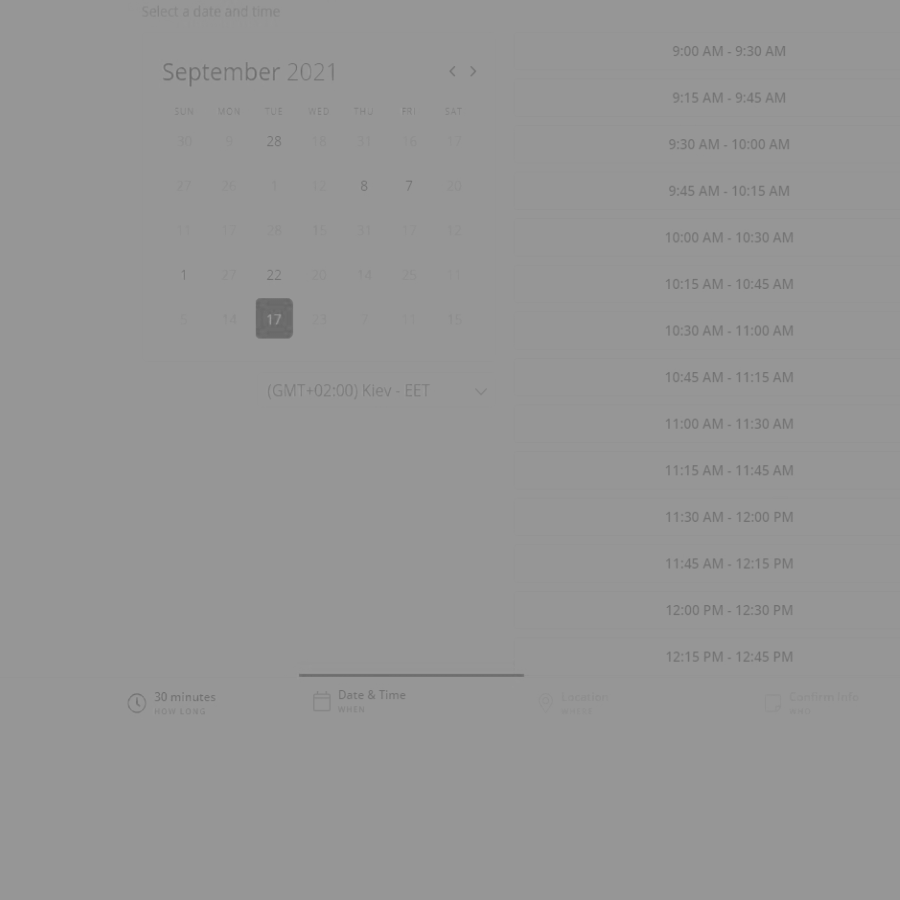 Select a date and time
September 2021
SUN MON TUE WED THU FRI SAT
30 9 28 18 31 16 13
27 26 1 12 8 7 20
11 12 28 15 31 12 12
1 27 22 20 14 25 11
14 17 23 7 31 15
(GMT+02:00) Kiev - EET
9:00 AM - 9:30 AM
9:15 AM - 9:45 AM
9:30 AM - 10:00 AM
9:45 AM - 10:15 AM
10:00 AM - 10:30 AM
10:15 AM - 10:45 AM
10:30 AM - 11:00 AM
10:45 AM - 11:15 AM
11:00 AM - 11:30 AM
11:15 AM - 11:45 AM
11:30 AM - 12:00 PM
11:45 AM - 12:15 PM
12:00 PM - 12:30 PM
12:15 PM - 12:45 PM
30 minutes
HOW LONG
Date & Time
WHEN
Location
Confirm Info